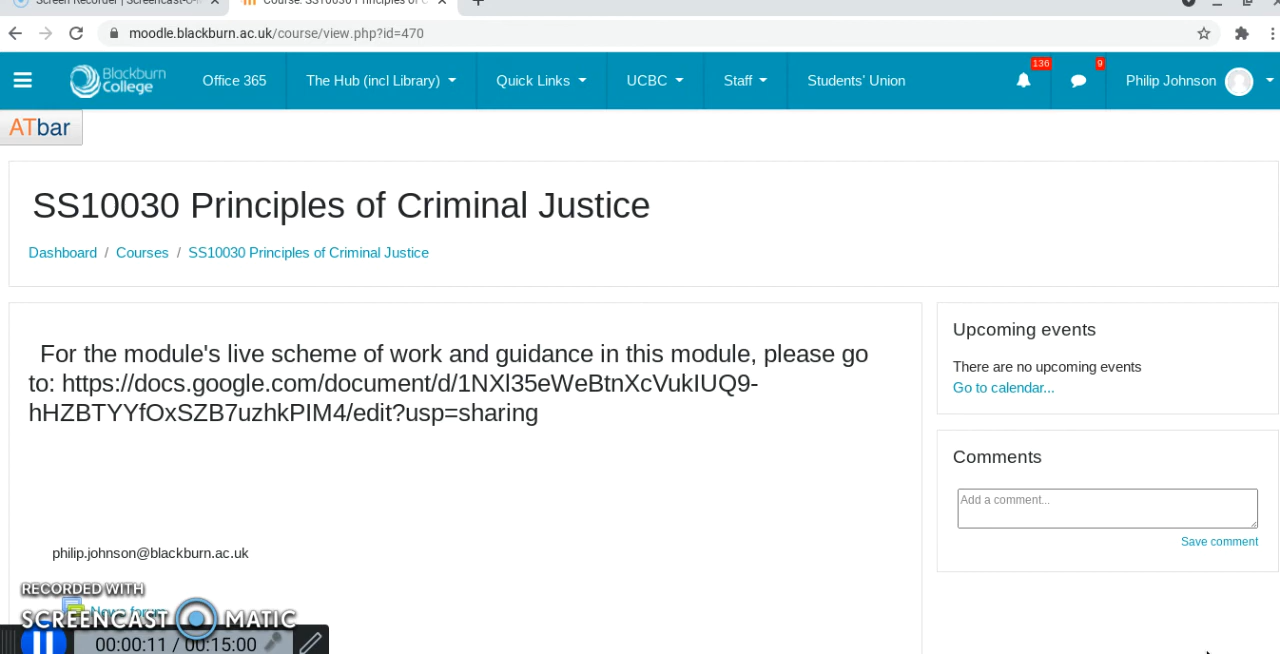 Screen Recorder | Screencast-O-M
Course: SS10030 Principles of C
moodle.blackburn.ac.uk/course/view.php?id=470
Blackburn College
Office 365
The Hub (incl Library)
Quick Links
UCBC
Staff
Students' Union
136
9
Philip Johnson
ATbar
SS10030 Principles of Criminal Justice
Dashboard / Courses / SS10030 Principles of Criminal Justice
For the module's live scheme of work and guidance in this module, please go
to: https://docs.google.com/document/d/1NXl35eWeBtnXcVukIUQ9-
hHZBTYYfOxSZB7uzhkPIM4/edit?usp=sharing
philip.johnson@blackburn.ac.uk
News forum
Upcoming events
There are no upcoming events
Go to calendar...
Comments
Add a comment...
Save comment
RECORDED WITH
SCREENCAST MATIC
00:00:11 / 00:15:00